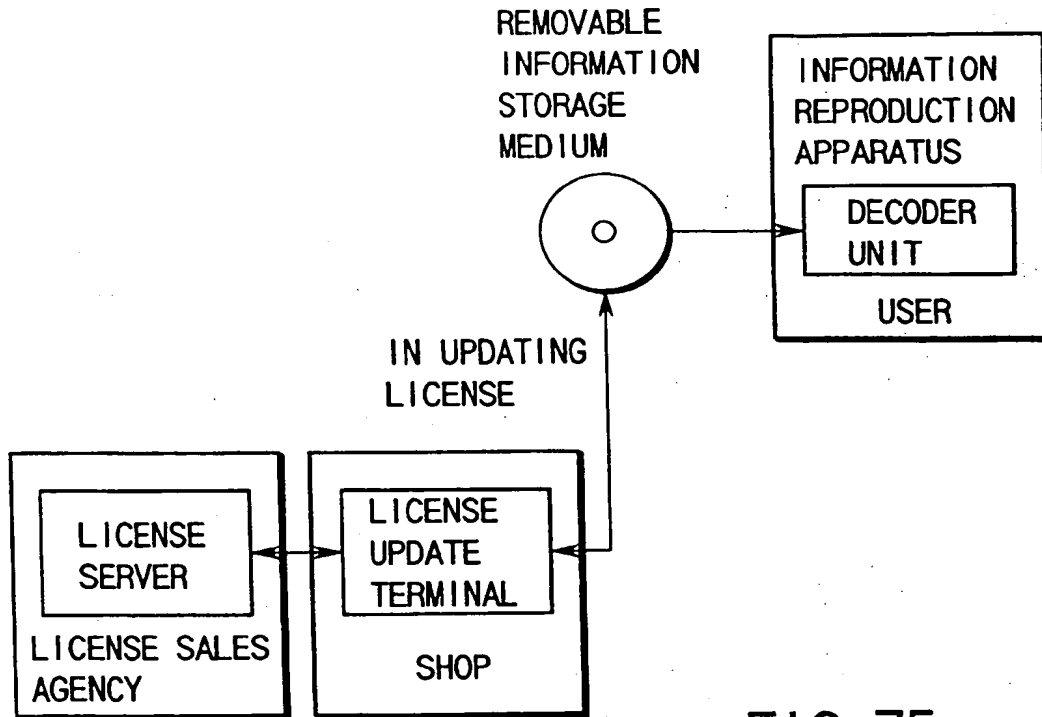 REMOVABLE
INFORMATION
STORAGE
MEDIUM
INFORMATION
REPRODUCTION
APPARATUS
DECODER
UNIT
USER
IN UPDATING
LICENSE
LICENSE
SERVER
LICENSE SALES
AGENCY
LICENSE
UPDATE
TERMINAL
SHOP